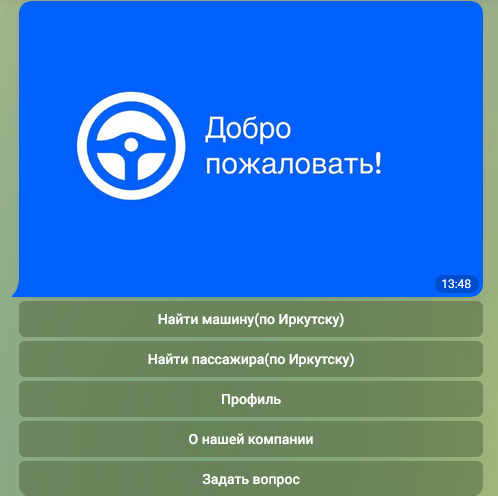 Добро
пожаловать!
13:48
Найти машину(по Иркутску)
Найти пассажира(по Иркутску)
Профиль
О нашей компании
Задать вопрос